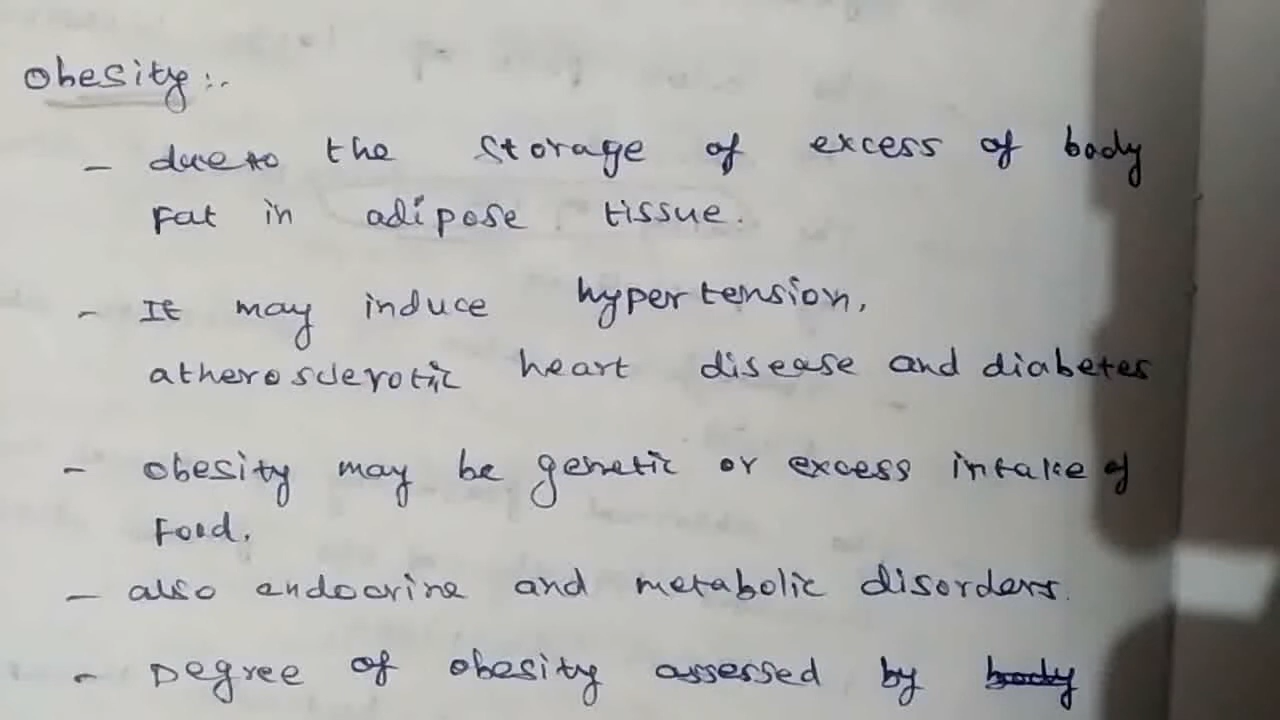 Obesity :-
- due to the storage of excess of body
Fat in adipose tissue.
- It may induce hypertension,
atherosclerotic heart disease and diabetes
- obesity may be genetic or excess intake of
Food.
- also endocrine and metabolic disorders.
- Degree of obesity assessed by body